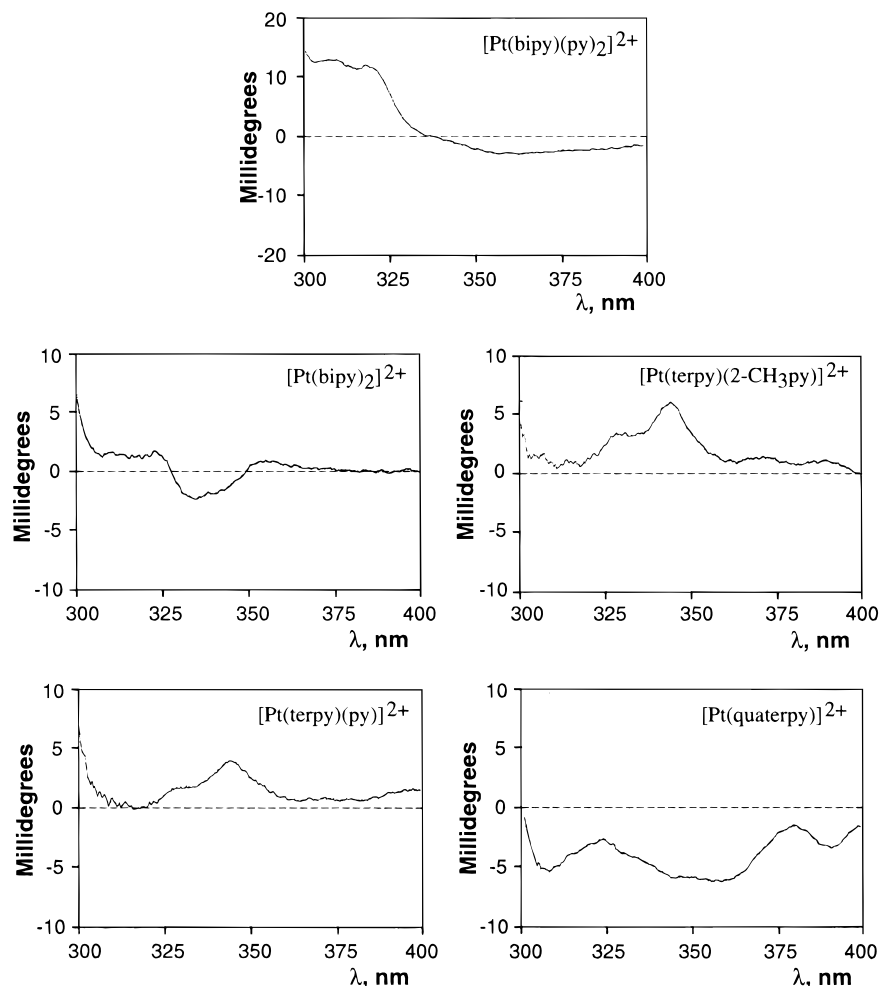 [Pt(bipy)(py)2]2+
Millidegrees
20
10
0
-10
-20
300 325 350 375 400
λ, nm
[Pt(bipy)2]2+
Millidegrees
10
5
0
-5
-10
300 325 350 375 400
λ, nm
[Pt(terpy)(2-CH3py)]2+
Millidegrees
10
5
0
-5
-10
300 325 350 375 400
λ, nm
[Pt(terpy)(py)]2+
Millidegrees
10
5
0
-5
-10
300 325 350 375 400
λ, nm
[Pt(quaterpy)]2+
Millidegrees
10
5
0
-5
-10
300 325 350 375 400
λ, nm